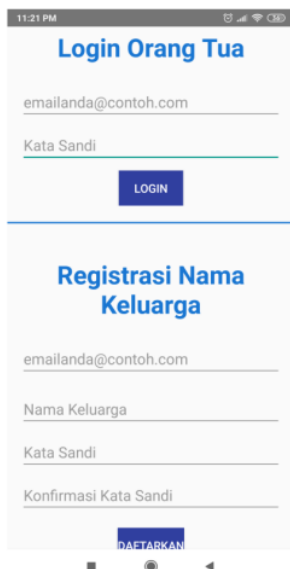 11:21 PM
38
Login Orang Tua
emailanda@contoh.com
Kata Sandi
LOGIN
Registrasi Nama
Keluarga
emailanda@contoh.com
Nama Keluarga
Kata Sandi
Konfirmasi Kata Sandi
DAFTARKAN